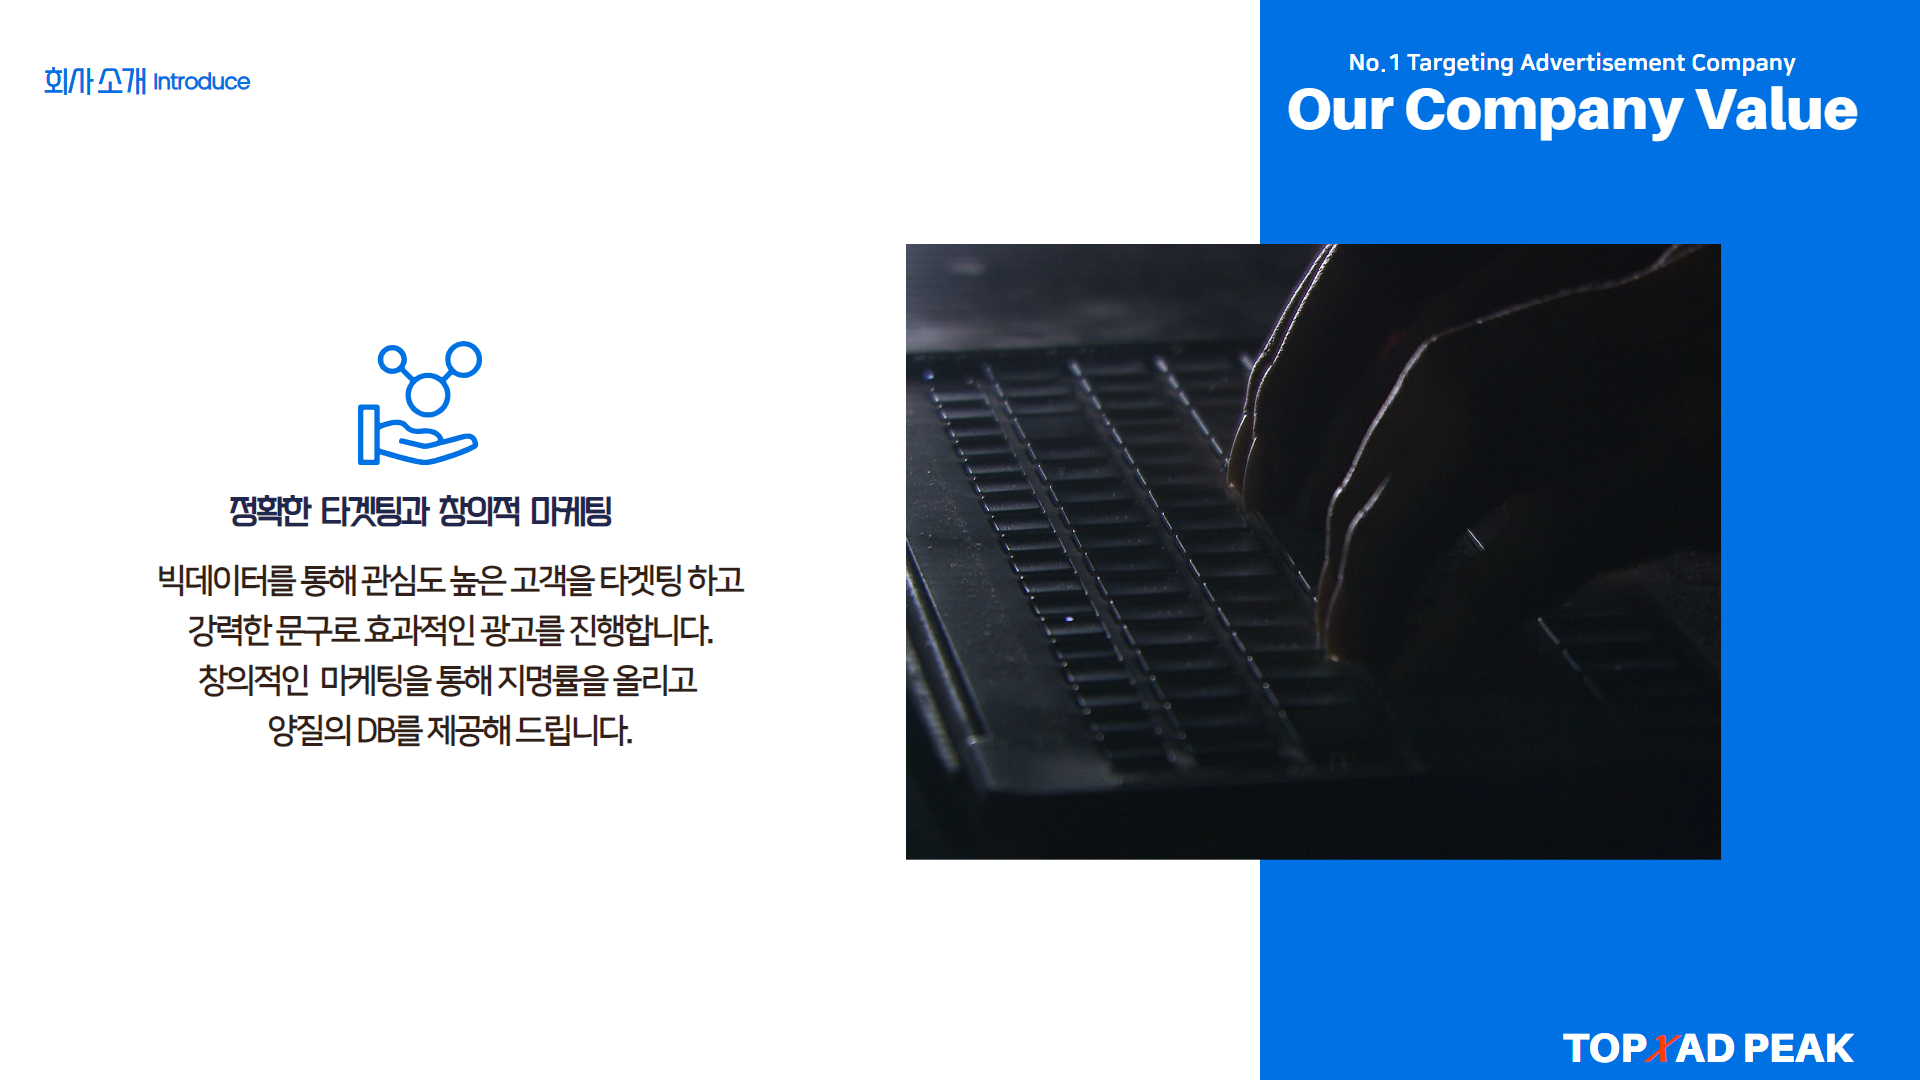 회사 소개 Introduce
No.1 Targeting Advertisement Company
Our Company Value
정확한 타겟팅과 창의적 마케팅
빅데이터를 통해 관심도 높은 고객을 타겟팅 하고
강력한 문구로 효과적인 광고를 진행합니다.
창의적인 마케팅을 통해 지명률을 올리고
양질의 DB를 제공해 드립니다.
TOP X AD PEAK